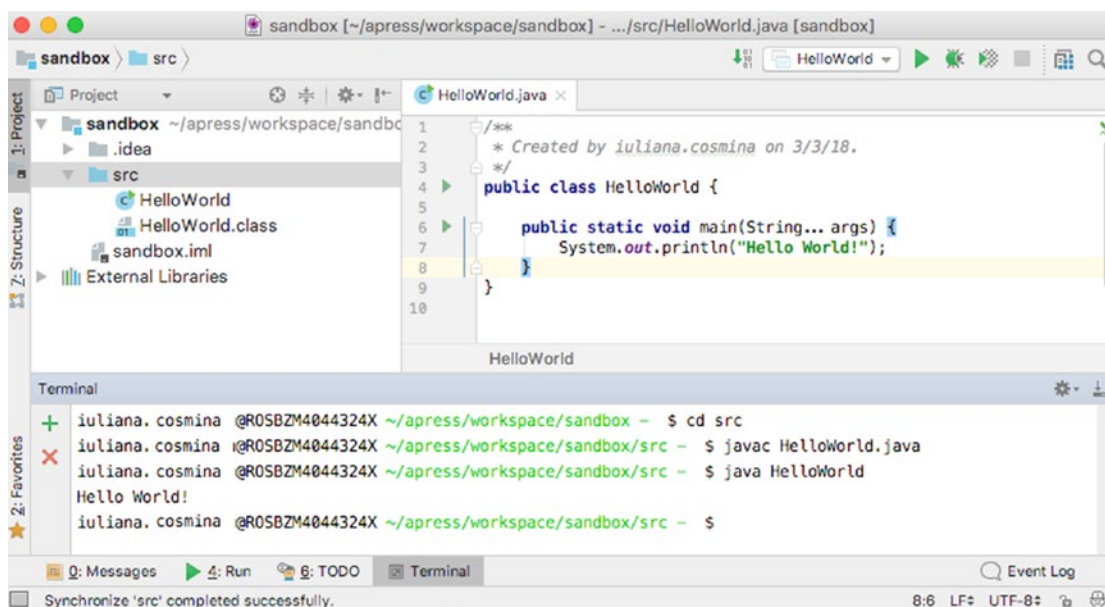 sandbox [~/apress/workspace/sandbox] - .../src/HelloWorld.java [sandbox]
sandbox src
HelloWorld
1: Project
Project
HelloWorld.java
sandbox ~/apress/workspace/sandbo
.idea
src
HelloWorld
HelloWorld.class
sandbox.iml
External Libraries
Z: Structure
1 /**
2 * Created by iuliana.cosmina on 3/3/18.
3 */
4 public class HelloWorld {
5
6 public static void main(String... args) {
7 System.out.println("Hello World!");
8 }
9 }
10
HelloWorld
Terminal
iuliana.cosmina @ROSBZM4044324X ~/apress/workspace/sandbox - $ cd src
iuliana.cosmina @ROSBZM4044324X ~/apress/workspace/sandbox/src - $ javac HelloWorld.java
iuliana.cosmina @ROSBZM4044324X ~/apress/workspace/sandbox/src - $ java HelloWorld
Hello World!
iuliana.cosmina @ROSBZM4044324X ~/apress/workspace/sandbox/src - $
2: Favorites
0: Messages 4: Run 6: TODO Terminal Event Log
Synchronize 'src' completed successfully. 8:6 LF UTF-8